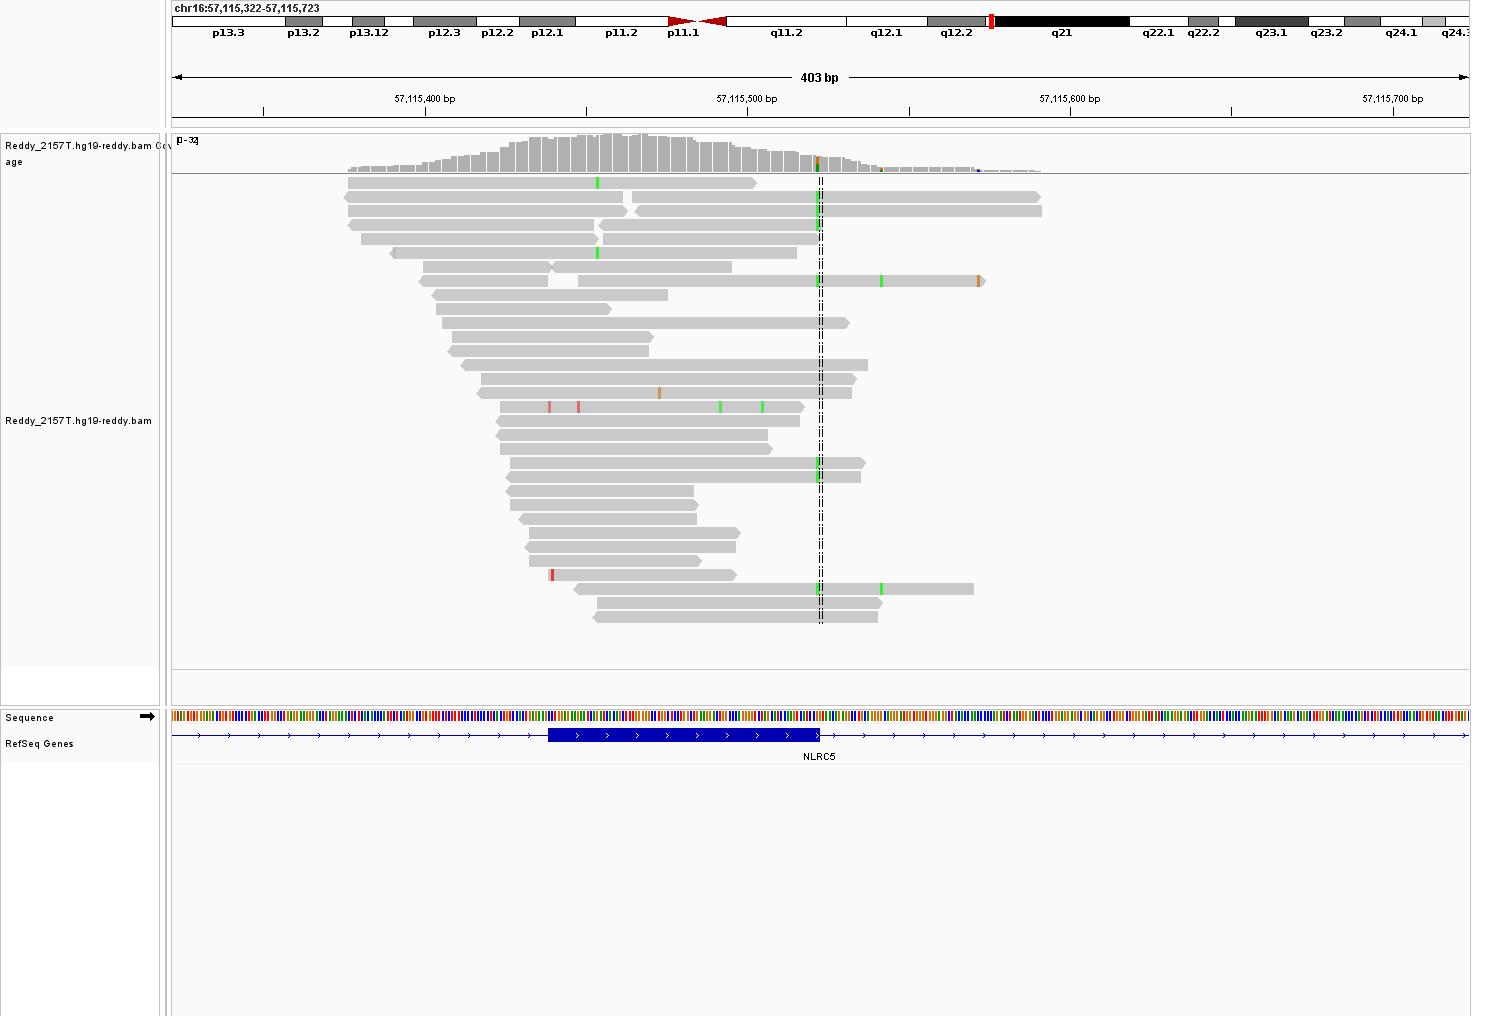 chr16:57,115,322-57,115,723
p13.3 p13.2 p13.12 p12.3 p12.2 p12.1 p11.2 p11.1 q11.2 q12.1 q12.2 q21 q22.1 q22.2 q23.1 q23.2 q24.1 q24.3
403 bp
57,115,400 bp 57,115,500 bp 57,115,600 bp 57,115,700 bp
[0 - 32]
Reddy_2157T.hg19-reddy.bam Cov
age
Reddy_2157T.hg19-reddy.bam
Sequence
RefSeq Genes
NLRC5